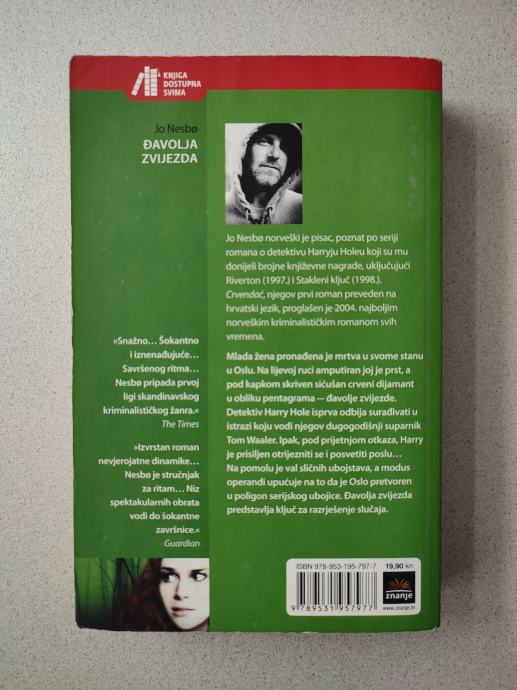 KNJIGA
DOSTUPNA
SVIMA
Jo Nesbø
ĐAVOLJA
ZVIJEZDA
Jo Nesbø norveški je pisac, poznat po seriji
romana o detektivu Harryju Holeu koji su mu
donijeli brojne književne nagrade, uključujući
Riverton (1997.) i Stakleni ključ (1998.).
Crvendać, njegov prvi roman preveden na
hrvatski jezik, proglašen je 2004. najboljim
norveškim kriminalističkim romanom svih
vremena.
Mlada žena pronađena je mrtva u svome stanu
u Oslu. Na lijevoj ruci amputiran joj je prst, a
pod kapkom skriven sićušan crveni dijamant
u obliku pentagrama — đavolje zvijezde.
Detektiv Harry Hole isprva odbija surađivati u
istrazi koju vodi njegov dugogodišnji suparnik
Tom Waaler. Ipak, pod prijetnjom otkaza, Harry
je prisiljen otrijezniti se i posvetiti poslu…
Na pomolu je val sličnih ubojstava, a modus
operandi upućuje na to da je Oslo pretvoren
u poligon serijskog ubojice. Đavolja zvijezda
predstavlja ključ za razrješenje slučaja.
»Snažno… Šokantno
i iznenađujuće…
Savršenog ritma…
Nesbø pripada prvoj
ligi skandinavskog
kriminalističkog žanra.«
The Times
»Izvrstan roman
nevjerojatne dinamike…
Nesbø je stručnjak
za ritam… Niz
spektakularnih obrata
vodi do šokantne
završnice.«
Guardian
ISBN 978-953-195-797-7
19,90 kn
9 789531 957977
znanje
www.znanje.hr